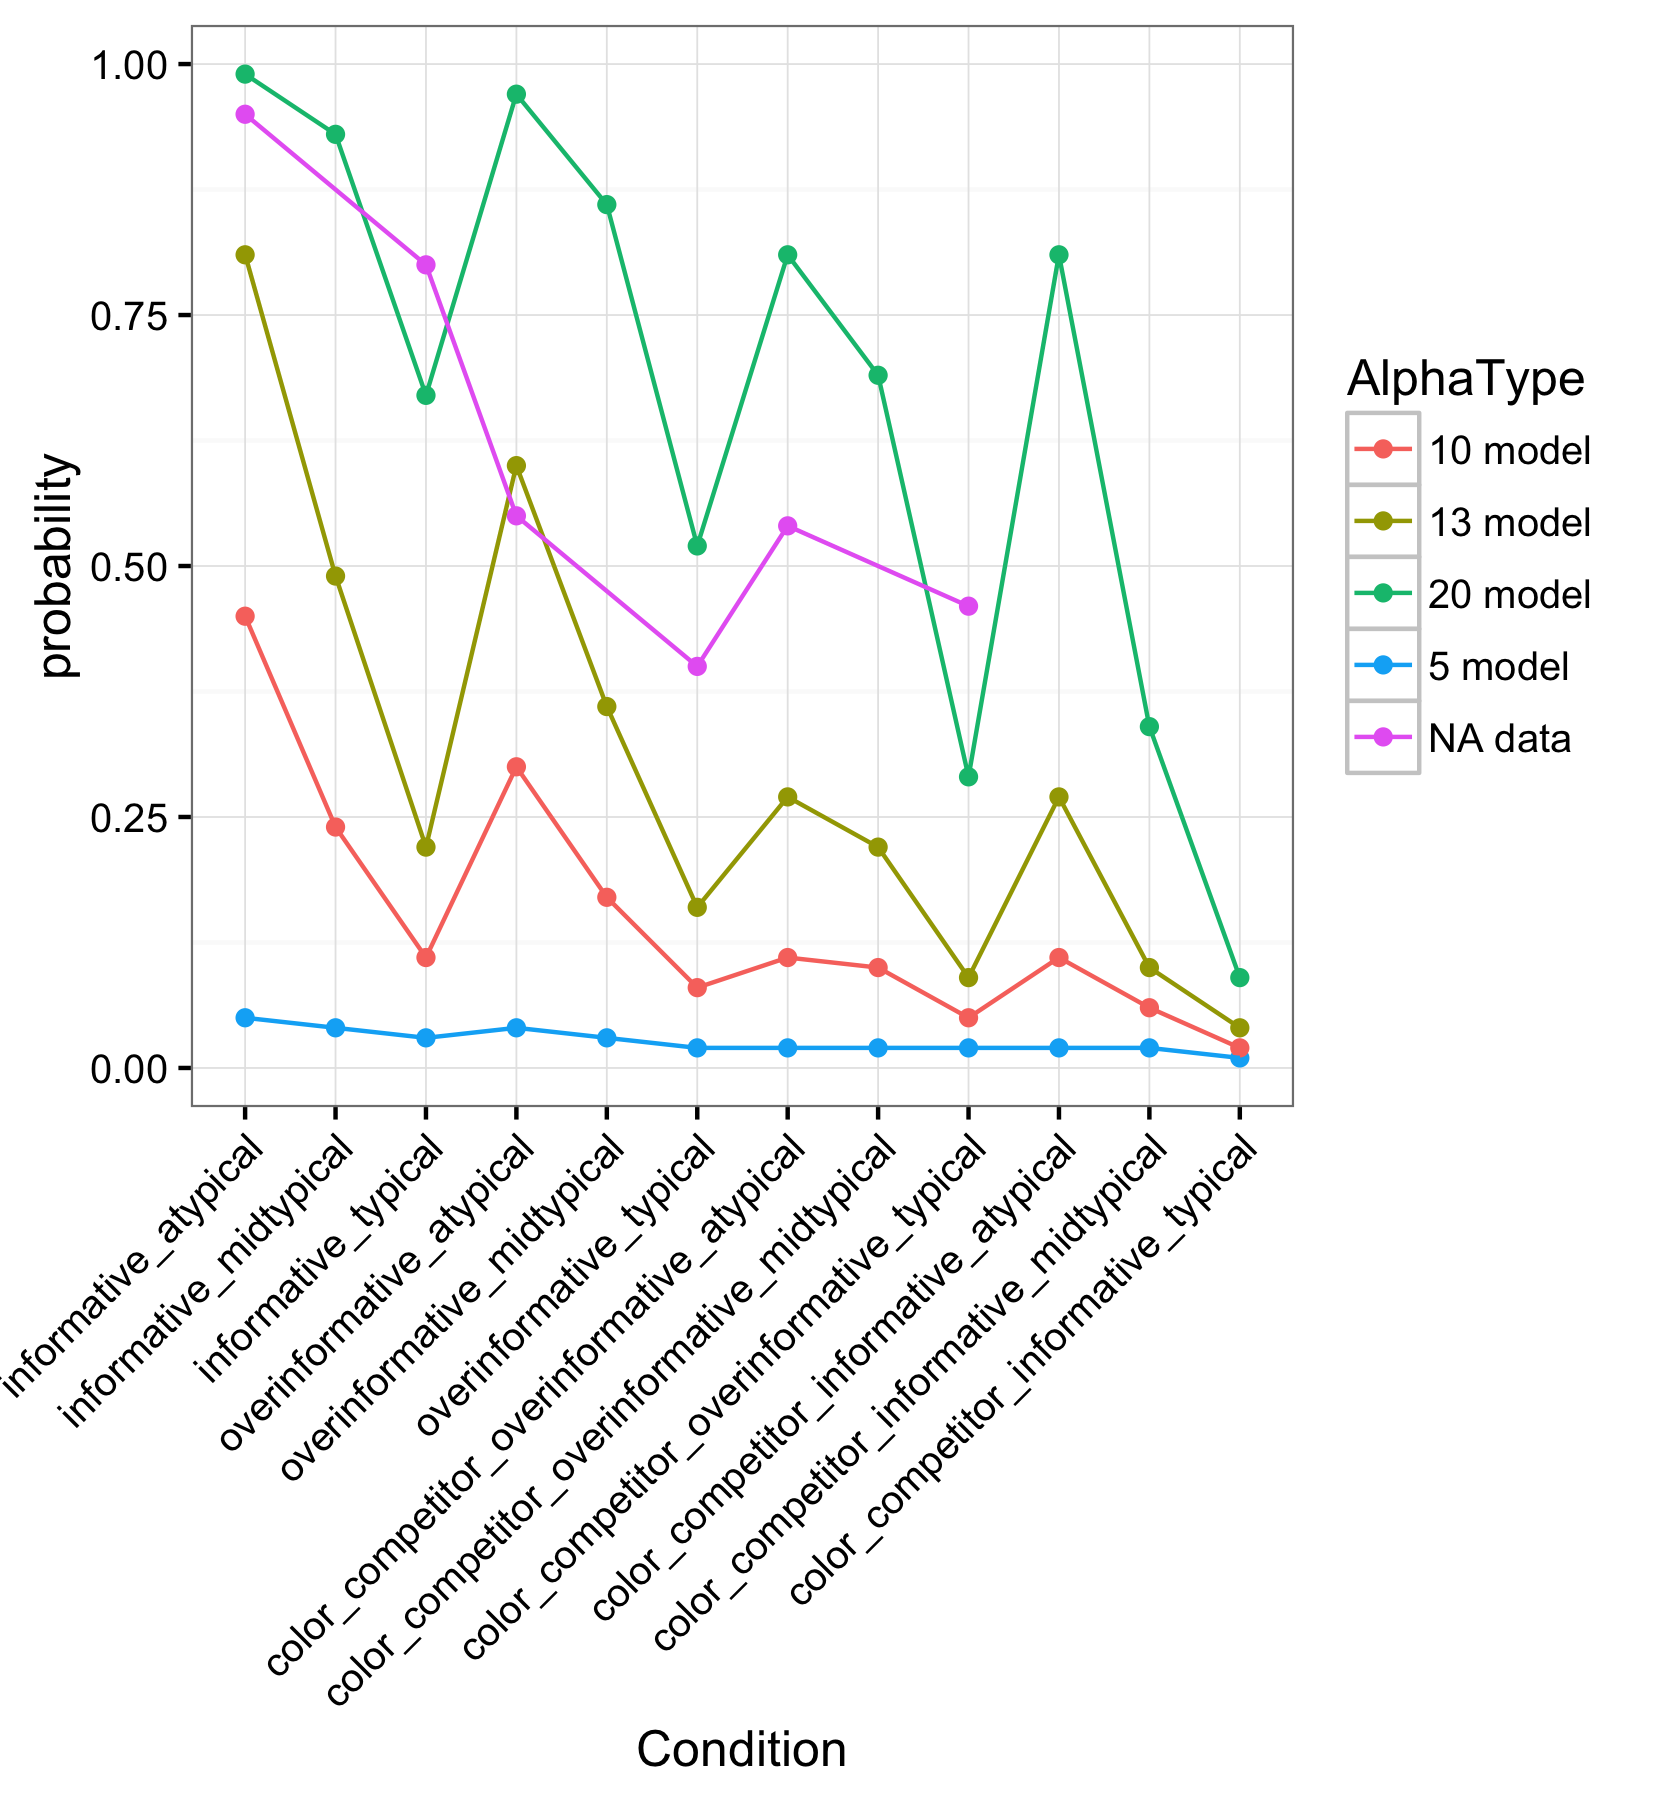 1.00
0.75
0.50
0.25
0.00
probability
informative_atypical
informative_midtypical
informative_typical
overinformative_atypical
overinformative_midtypical
overinformative_typical
color_competitor_overinformative_atypical
color_competitor_overinformative_midtypical
color_competitor_overinformative_typical
color_competitor_informative_atypical
color_competitor_informative_midtypical
color_competitor_informative_typical
Condition
AlphaType
10 model
13 model
20 model
5 model
NA data